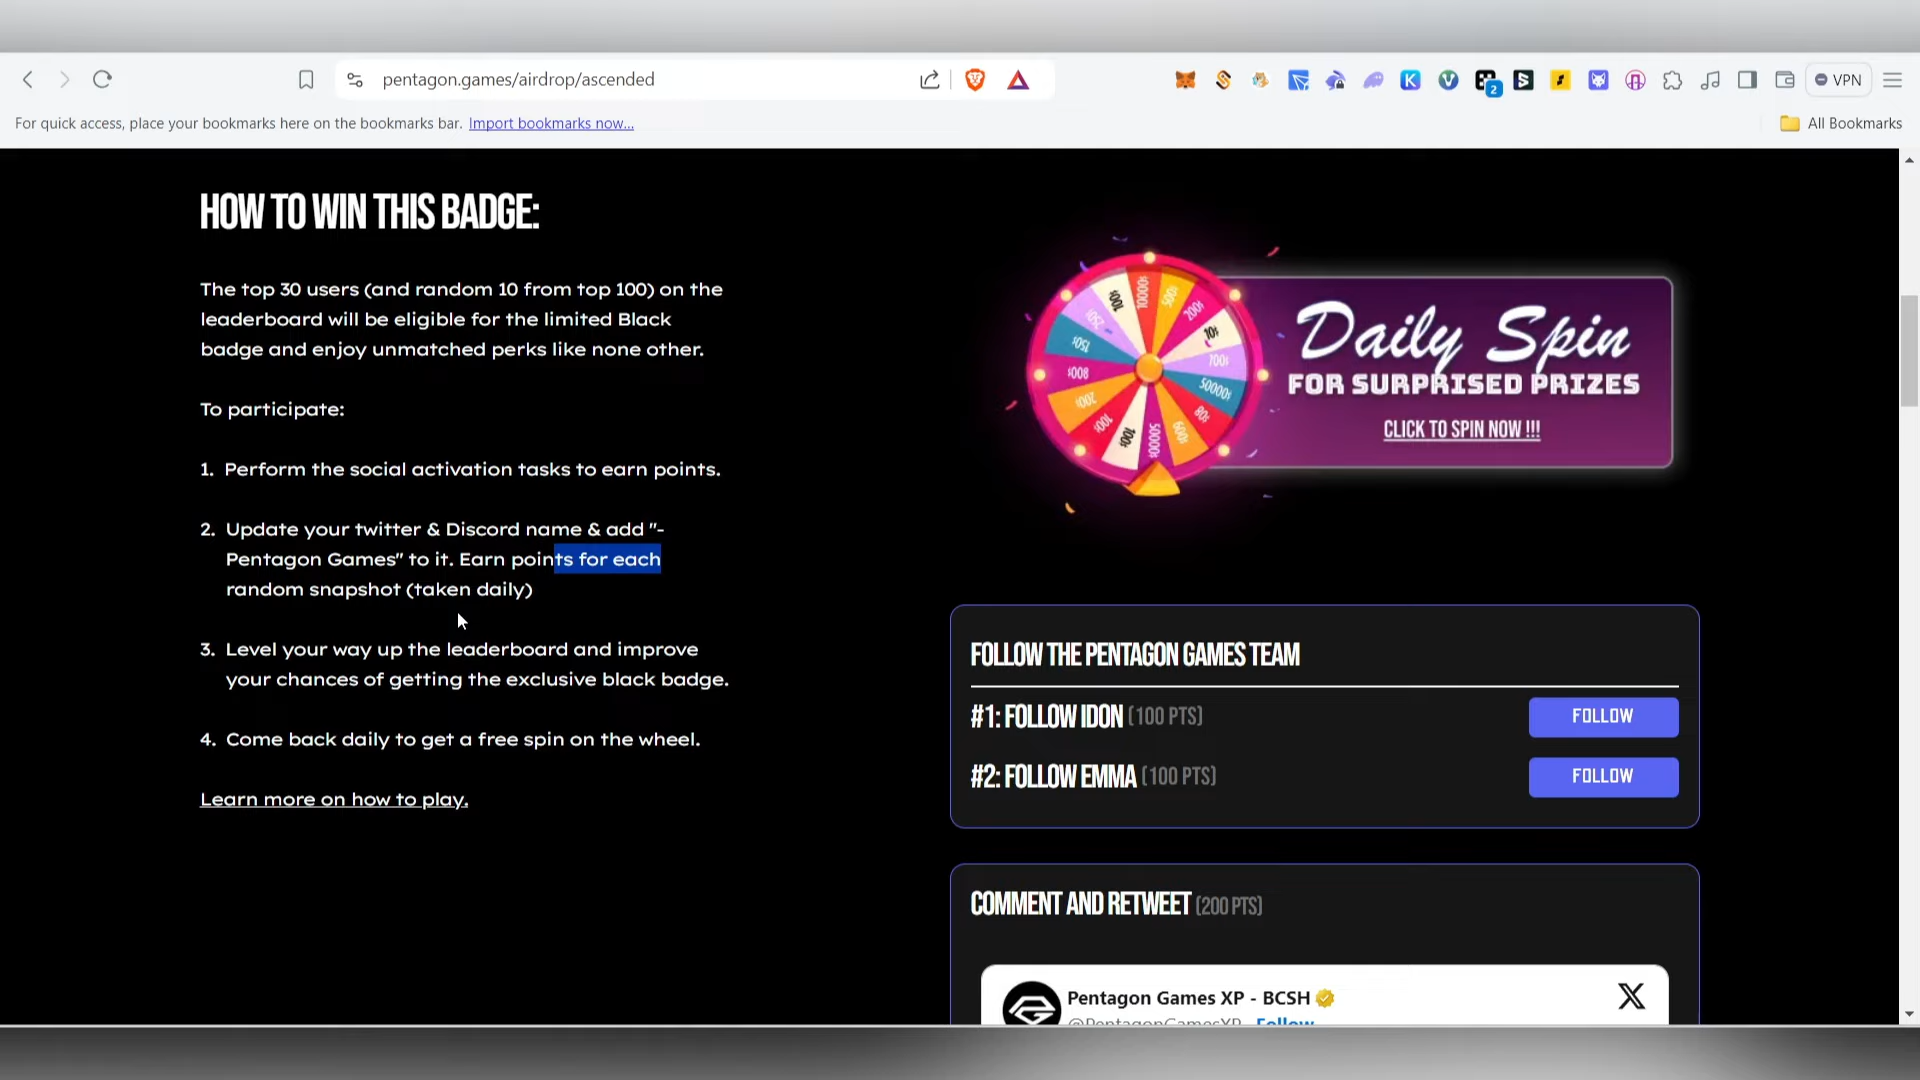 pentagon.games/airdrop/ascended
2
VPN
For quick access, place your bookmarks here on the bookmarks bar. Import bookmarks now...
All Bookmarks
HOW TO WIN THIS BADGE:
The top 30 users (and random 10 from top 100) on the
leaderboard will be eligible for the limited Black
badge and enjoy unmatched perks like none other.
To participate:
1. Perform the social activation tasks to earn points.
2. Update your twitter & Discord name & add "-
Pentagon Games" to it. Earn points for each
random snapshot (taken daily)
3. Level your way up the leaderboard and improve
your chances of getting the exclusive black badge.
4. Come back daily to get a free spin on the wheel.
Learn more on how to play.
Daily Spin
FOR SURPRISED PRIZES
CLICK TO SPIN NOW !!!
FOLLOW THE PENTAGON GAMES TEAM
#1: FOLLOW IDON (100 PTS)
FOLLOW
#2: FOLLOW EMMA (100 PTS)
FOLLOW
COMMENT AND RETWEET (200 PTS)
Pentagon Games XP - BCSH
@PentagonGamesXP · Follow